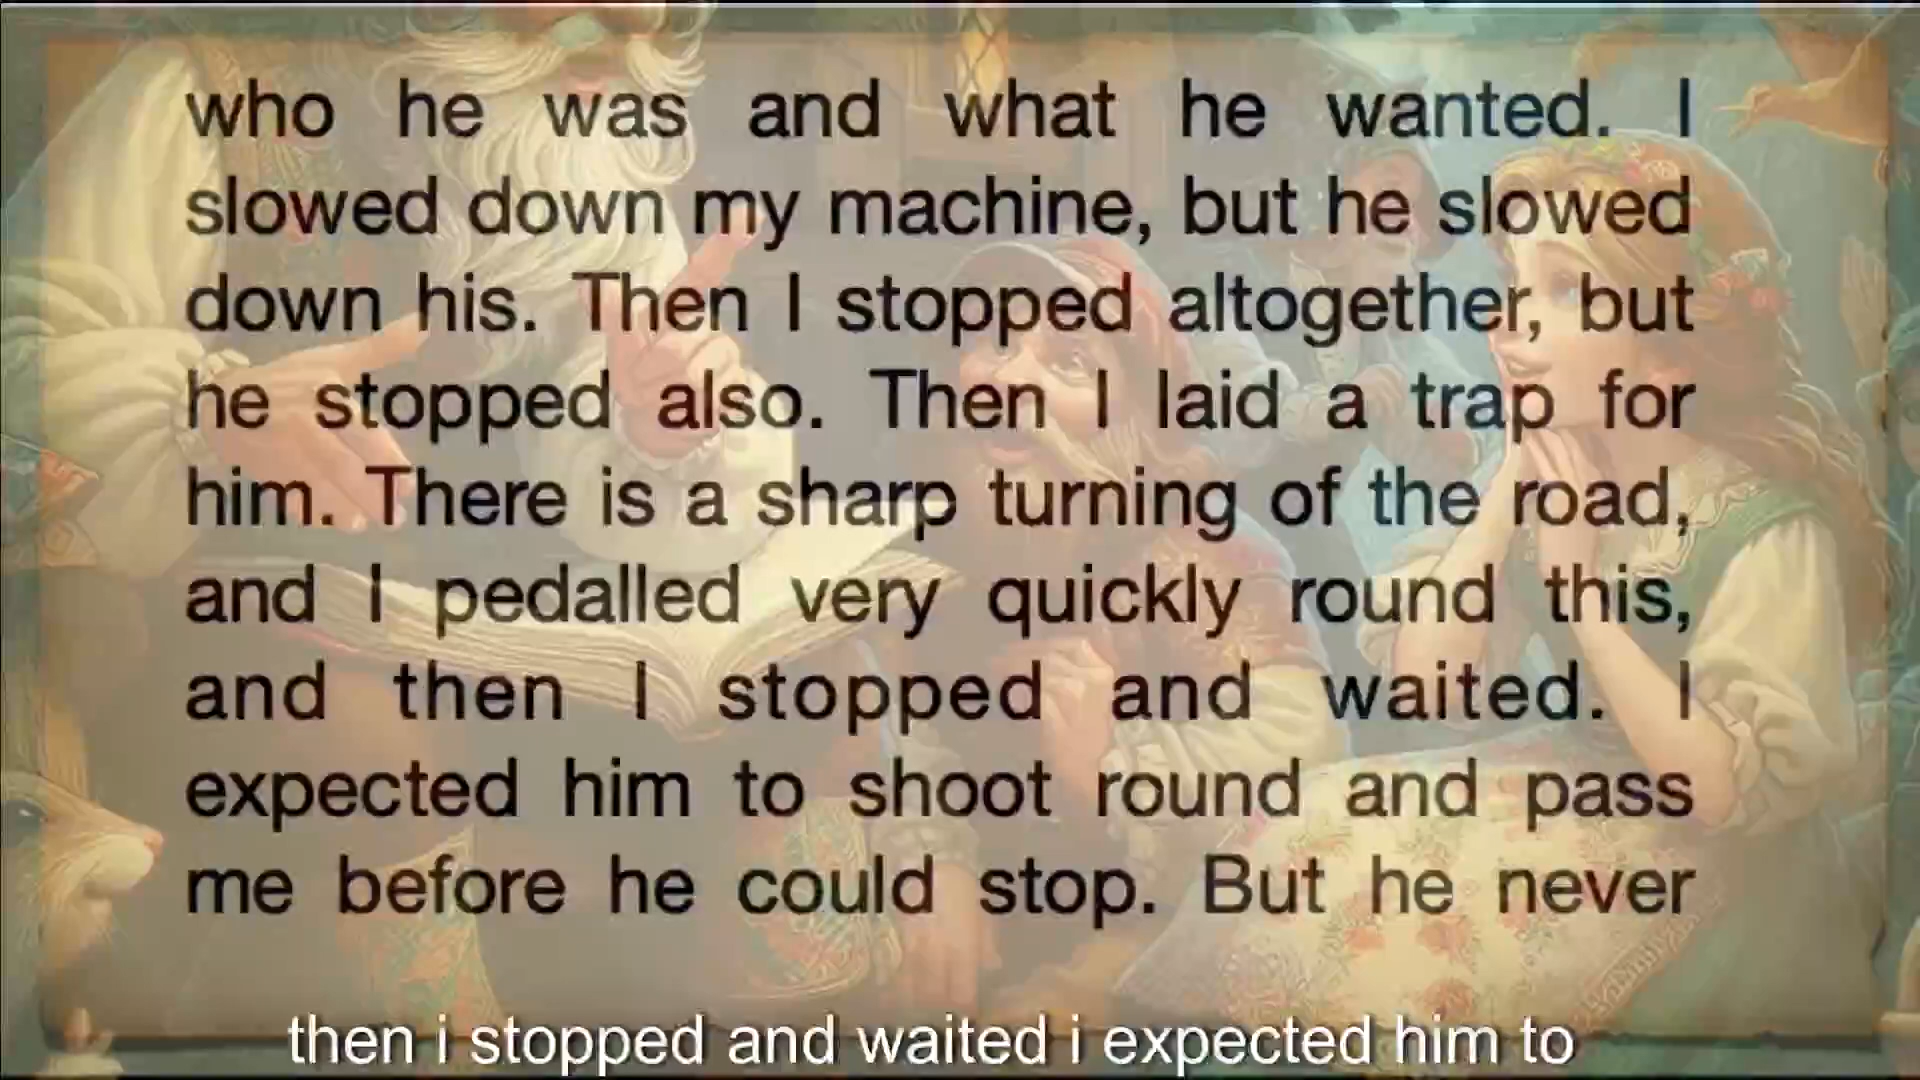 who he was and what he wanted. I
slowed down my machine, but he slowed
down his. Then I stopped altogether, but
he stopped also. Then I laid a trap for
him. There is a sharp turning of the road,
and I pedalled very quickly round this,
and then I stopped and waited. I
expected him to shoot round and pass
me before he could stop. But he never
then i stopped and waited i expected him to